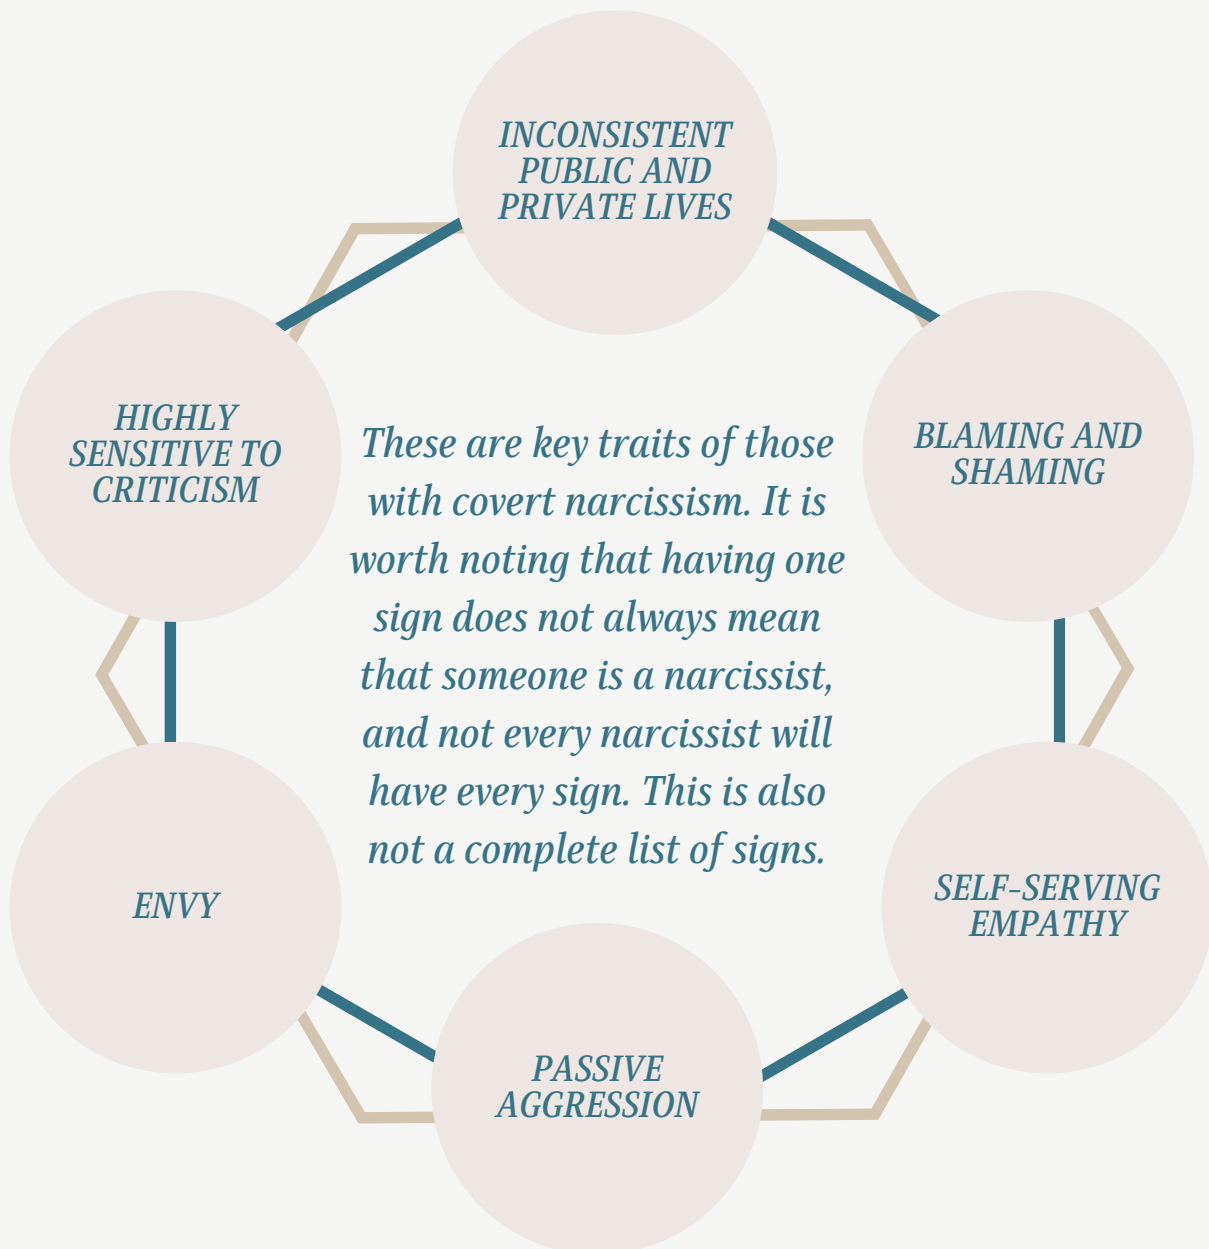 INCONSISTENT
PUBLIC AND
PRIVATE LIVES
HIGHLY
SENSITIVE TO
CRITICISM
BLAMING AND
SHAMING
These are key traits of those
with covert narcissism. It is
worth noting that having one
sign does not always mean
that someone is a narcissist,
and not every narcissist will
have every sign. This is also
not a complete list of signs.
ENVY
SELF-SERVING
EMPATHY
PASSIVE
AGGRESSION